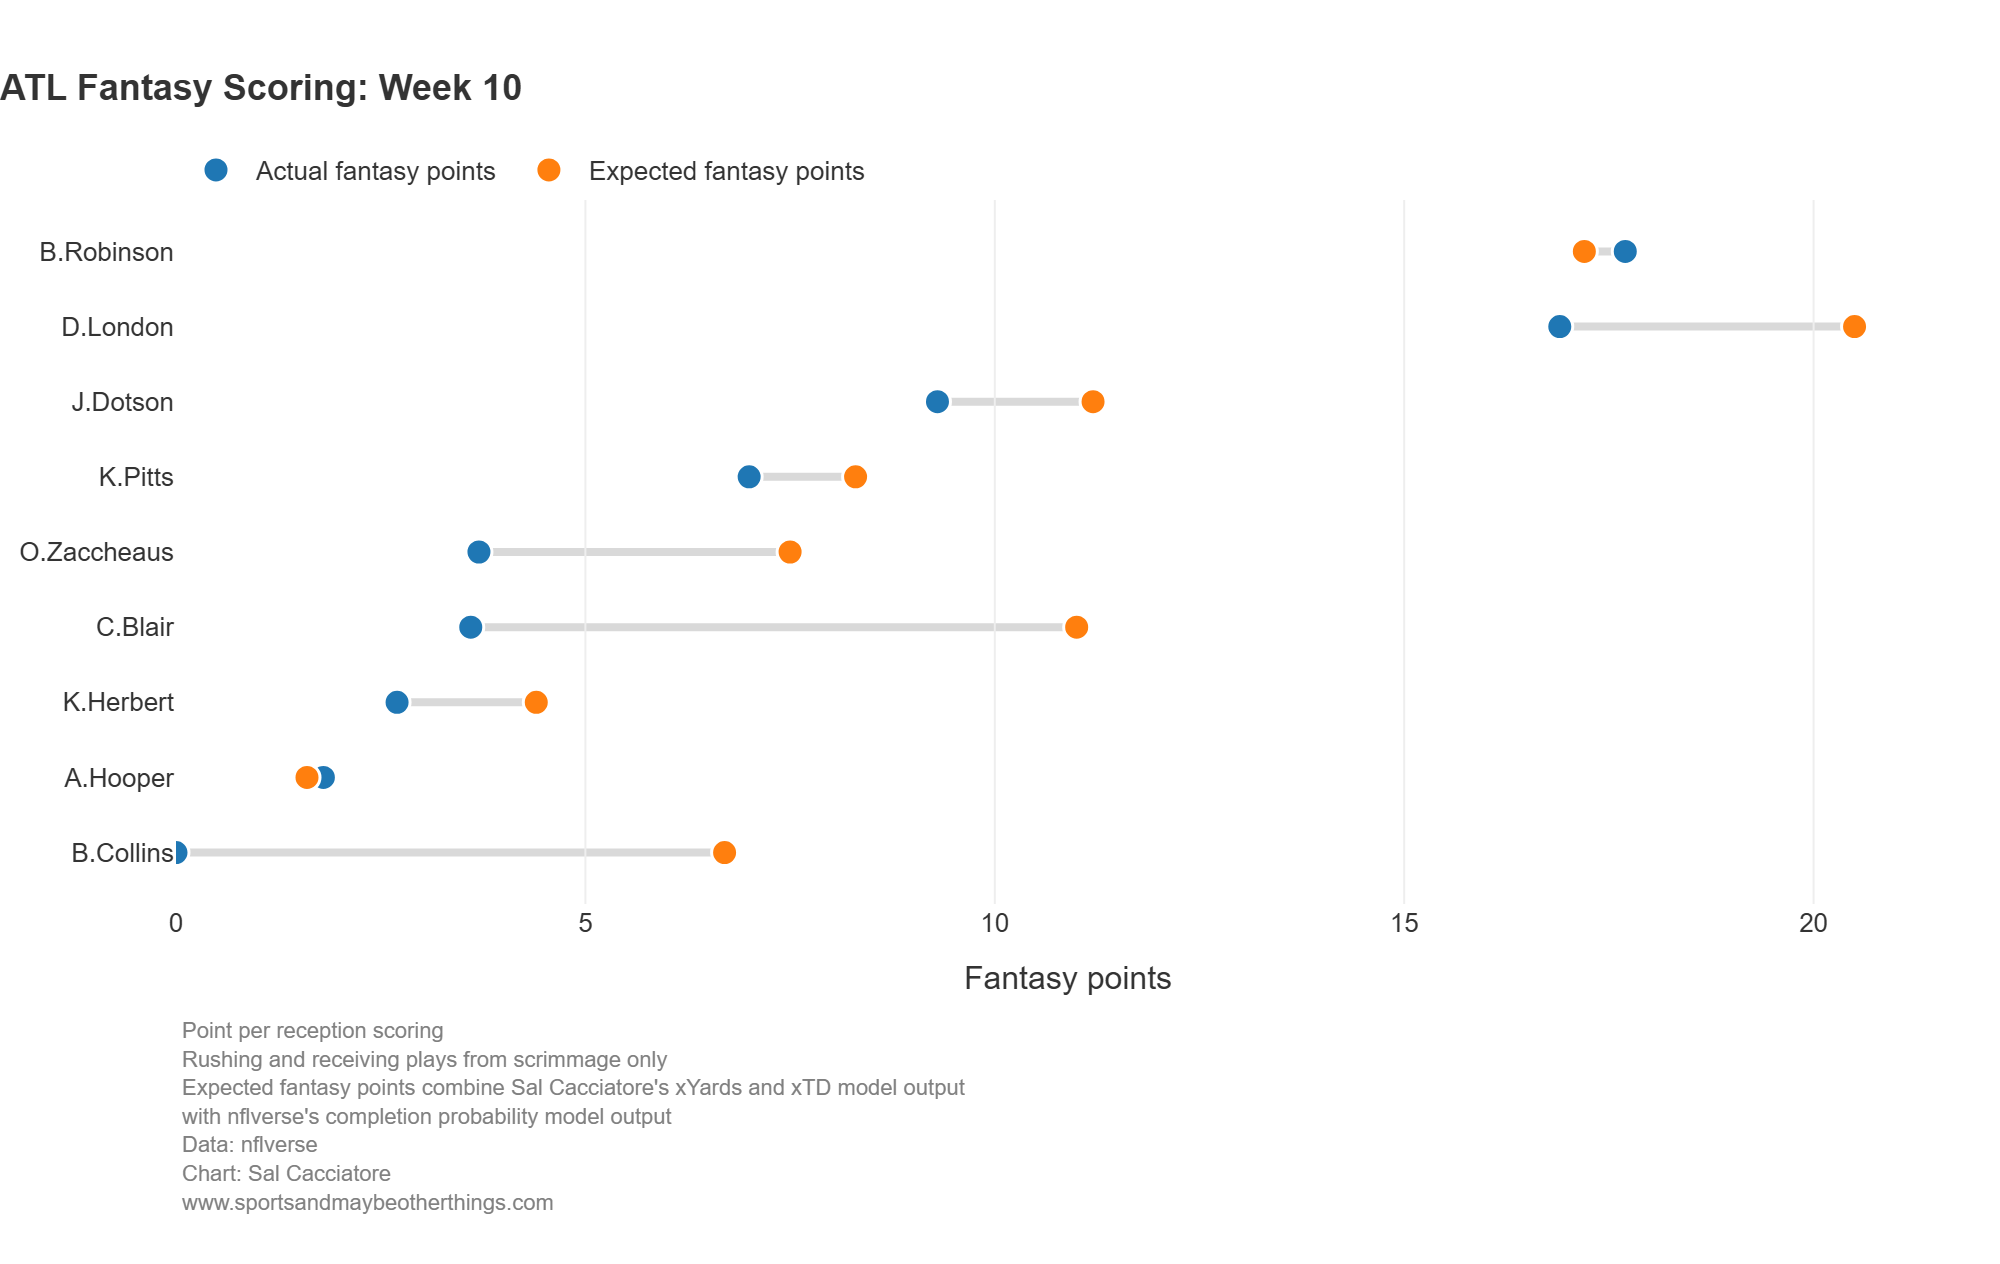 ATL Fantasy Scoring: Week 10
Actual fantasy points Expected fantasy points
B.Robinson
D.London
J.Dotson
K.Pitts
O.Zaccheaus
C.Blair
K.Herbert
A.Hooper
B.Collins
0 5 10 15 20
Fantasy points
Point per reception scoring
Rushing and receiving plays from scrimmage only
Expected fantasy points combine Sal Cacciatore's xYards and xTD model output
with nflverse's completion probability model output
Data: nflverse
Chart: Sal Cacciatore
www.sportsandmaybeotherthings.com